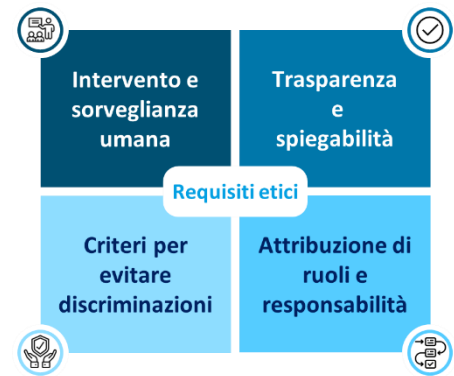 Intervento e
sorveglianza
umana
Trasparenza
e
spiegabilità
Requisiti etici
Criteri per
evitare
discriminazioni
Attribuzione di
ruoli e
responsabilità